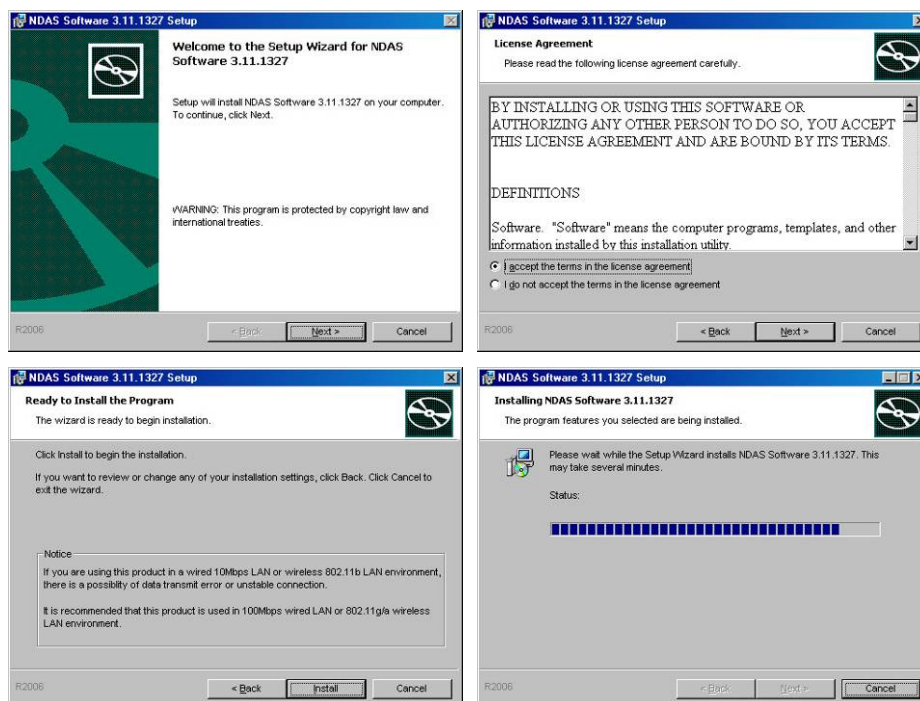 NDAS Software 3.11.1327 Setup
Welcome to the Setup Wizard for NDAS
Software 3.11.1327
Setup will install NDAS Software 3.11.1327 on your computer.
To continue, click Next.
WARNING: This program is protected by copyright law and
international treaties.
R2006
< Back
Next >
Cancel
NDAS Software 3.11.1327 Setup
License Agreement
Please read the following license agreement carefully.
BY INSTALLING OR USING THIS SOFTWARE OR
AUTHORIZING ANY OTHER PERSON TO DO SO, YOU ACCEPT
THIS LICENSE AGREEMENT AND ARE BOUND BY ITS TERMS.
DEFINITIONS
Software. "Software" means the computer programs, templates, and other
information installed by this installation utility.
I accept the terms in the license agreement
I do not accept the terms in the license agreement
R2006
< Back
Next >
Cancel
NDAS Software 3.11.1327 Setup
Ready to Install the Program
The wizard is ready to begin installation.
Click Install to begin the installation.
If you want to review or change any of your installation settings, click Back. Click Cancel to
exit the wizard.
Notice
If you are using this product in a wired 10Mbps LAN or wireless 802.11b LAN environment,
there is a possiblity of data transmit error or unstable connection.
It is recommended that this product is used in 100Mbps wired LAN or 802.11g/a wireless
LAN environment.
R2006
< Back
Install
Cancel
NDAS Software 3.11.1327 Setup
Installing NDAS Software 3.11.1327
The program features you selected are being installed.
Please wait while the Setup Wizard installs NDAS Software 3.11.1327. This
may take several minutes.
Status:
R2006
< Back
Next >
Cancel